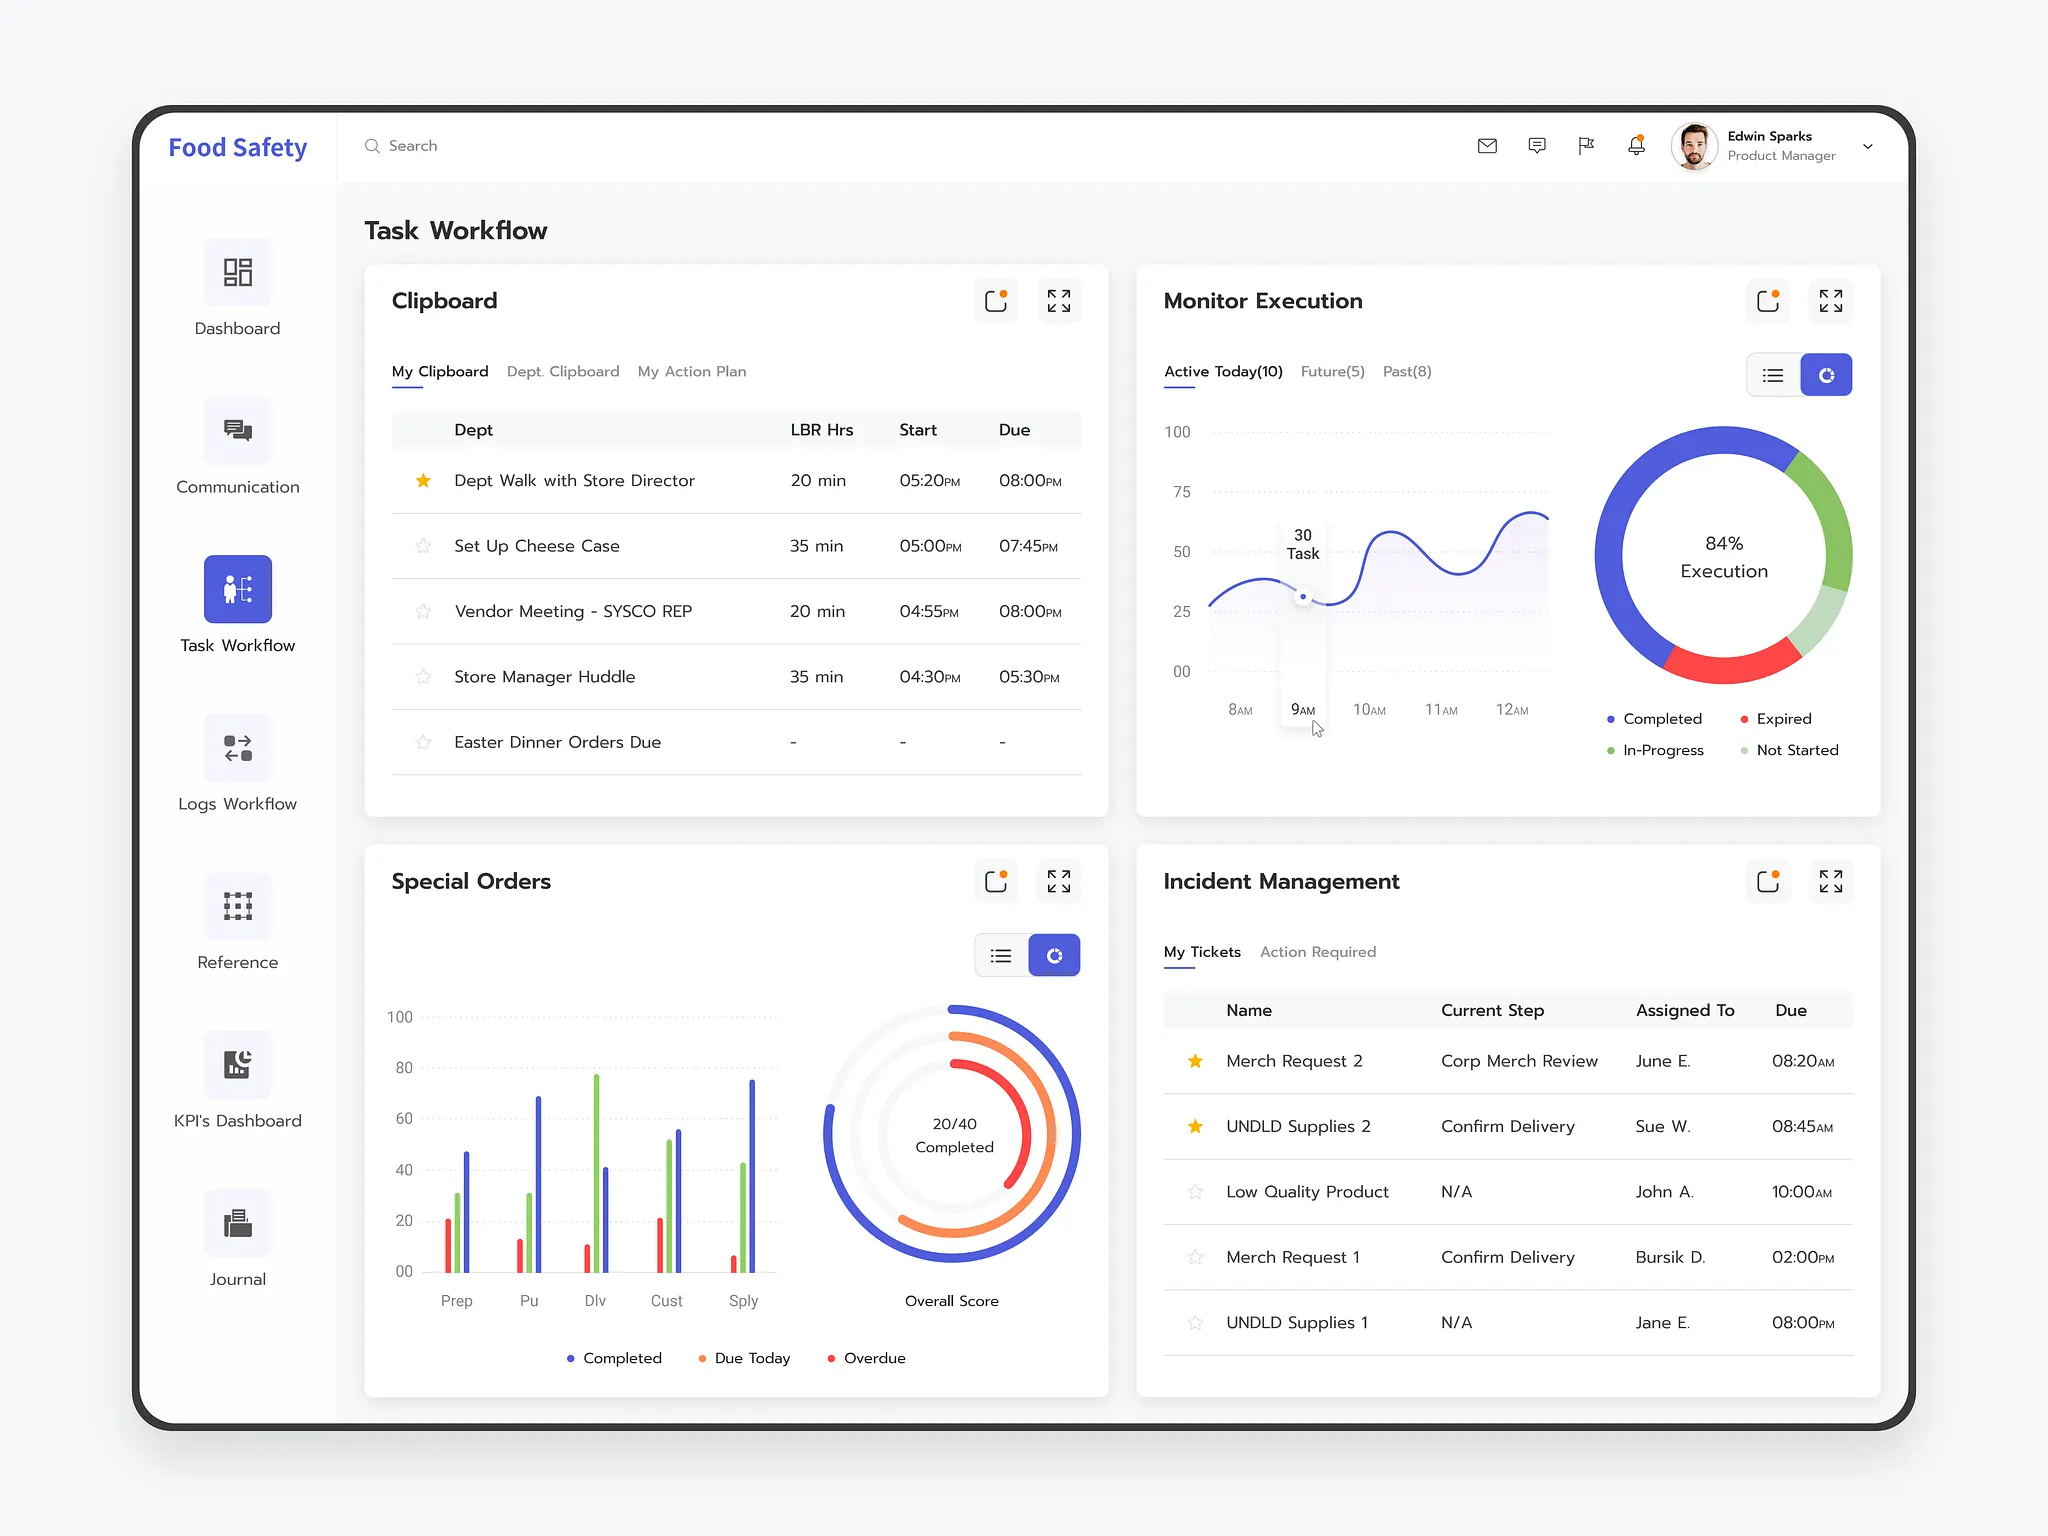 Food Safety
Search
Edwin Sparks
Product Manager
Dashboard
Communication
Task Workflow
Logs Workflow
Reference
KPI's Dashboard
Journal
Task Workflow
Clipboard
My Clipboard Dept. Clipboard My Action Plan
Dept LBR Hrs Start Due
Dept Walk with Store Director 20 min 05:20PM 08:00PM
Set Up Cheese Case 35 min 05:00PM 07:45PM
Vendor Meeting - SYSCO REP 20 min 04:55PM 08:00PM
Store Manager Huddle 35 min 04:30PM 05:30PM
Easter Dinner Orders Due - - -
Monitor Execution
Active Today(10) Future(5) Past(8)
100
75
50
25
00
30
Task
8AM 9AM 10AM 11AM 12AM
84%
Execution
Completed Expired
In-Progress Not Started
Special Orders
100
80
60
40
20
00
Prep Pu Dlv Cust Sply
20/40
Completed
Overall Score
Completed Due Today Overdue
Incident Management
My Tickets Action Required
Name Current Step Assigned To Due
Merch Request 2 Corp Merch Review June E. 08:20AM
UNDLD Supplies 2 Confirm Delivery Sue W. 08:45AM
Low Quality Product N/A John A. 10:00AM
Merch Request 1 Confirm Delivery Bursik D. 02:00PM
UNDLD Supplies 1 N/A Jane E. 08:00PM